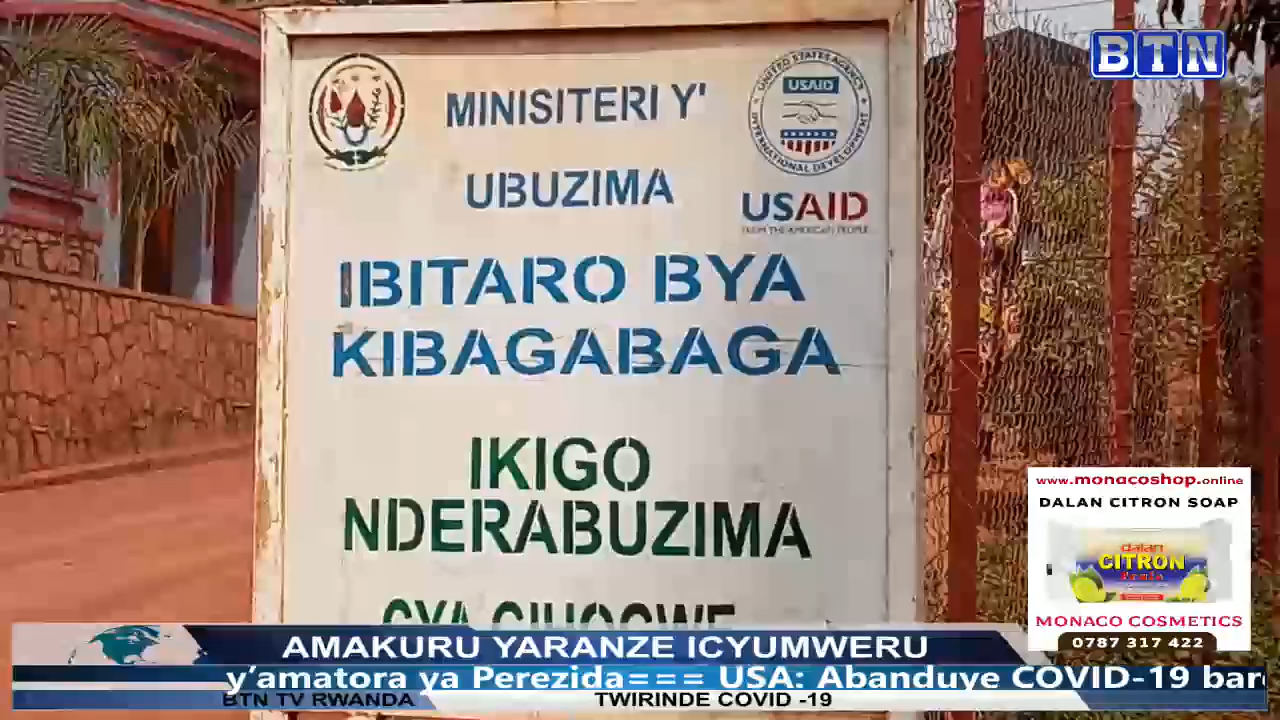 BTN
MINISITERI Y'
UBUZIMA
UNITED STATES AGENCY
USAID
INTERNATIONAL DEVELOPMENT
USAID
FROM THE AMERICAN PEOPLE
IBITARO BYA
KIBAGABAGA
IKIGO
NDERABUZIMA
www.monacoshop.online
DALAN CITRON SOAP
dalan
CITRON
MONACO COSMETICS
0787 317 422
AMAKURU YARANZE ICYUMWERU
y'amatora ya Perezida=== USA: Abanduye COVID-19 bar
BTN TV RWANDA
TWIRINDE COVID -19